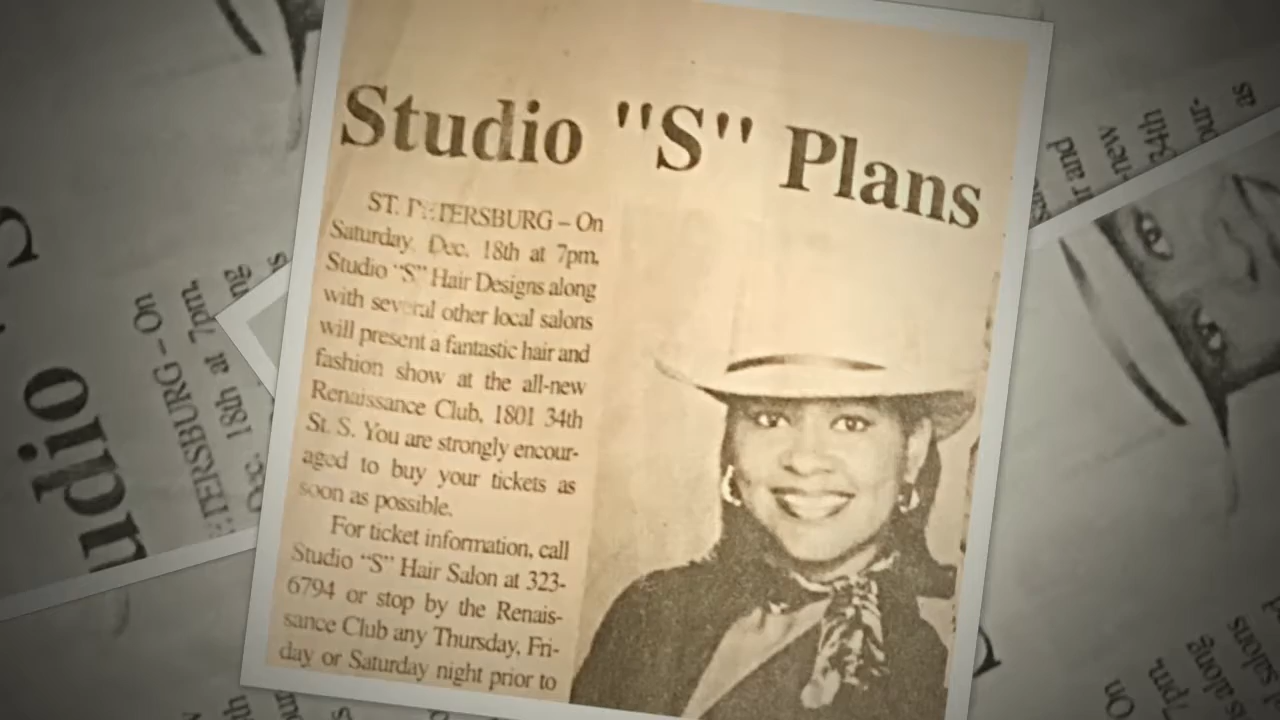 Studio "S" Plans
ST. PETERSBURG – On
Saturday, Dec. 18th at 7pm,
Studio "S" Hair Designs along
with several other local salons
will present a fantastic hair and
fashion show at the all-new
Renaissance Club, 1801 34th
St. S. You are strongly encour-
aged to buy your tickets as
soon as possible.
For ticket information, call
Studio "S" Hair Salon at 323-
6794 or stop by the Renais-
sance Club any Thursday, Fri-
day or Saturday night prior to